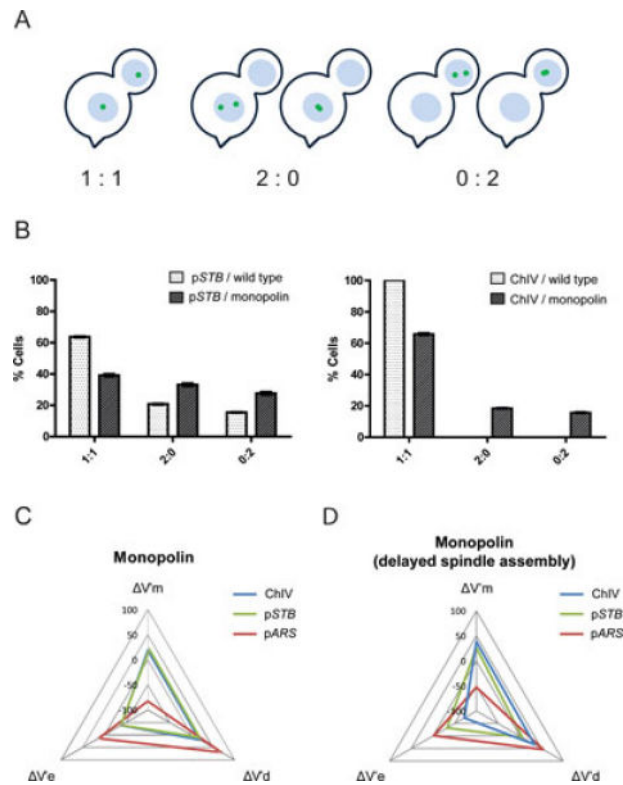 A
1 : 1
2 : 0
0 : 2
B
pSTB / wild type
pSTB / monopolin
% Cells
100
80
60
40
20
0
1:1
2:0
0:2
ChIV / wild type
ChIV / monopolin
% Cells
100
80
60
40
20
0
1:1
2:0
0:2
C
Monopolin
ΔV'm
100
50
0
-50
-100
ΔV'e
ΔV'd
ChIV
pSTB
pARS
D
Monopolin
(delayed spindle assembly)
ΔV'm
100
50
0
-50
-100
ΔV'e
ΔV'd
ChIV
pSTB
pARS